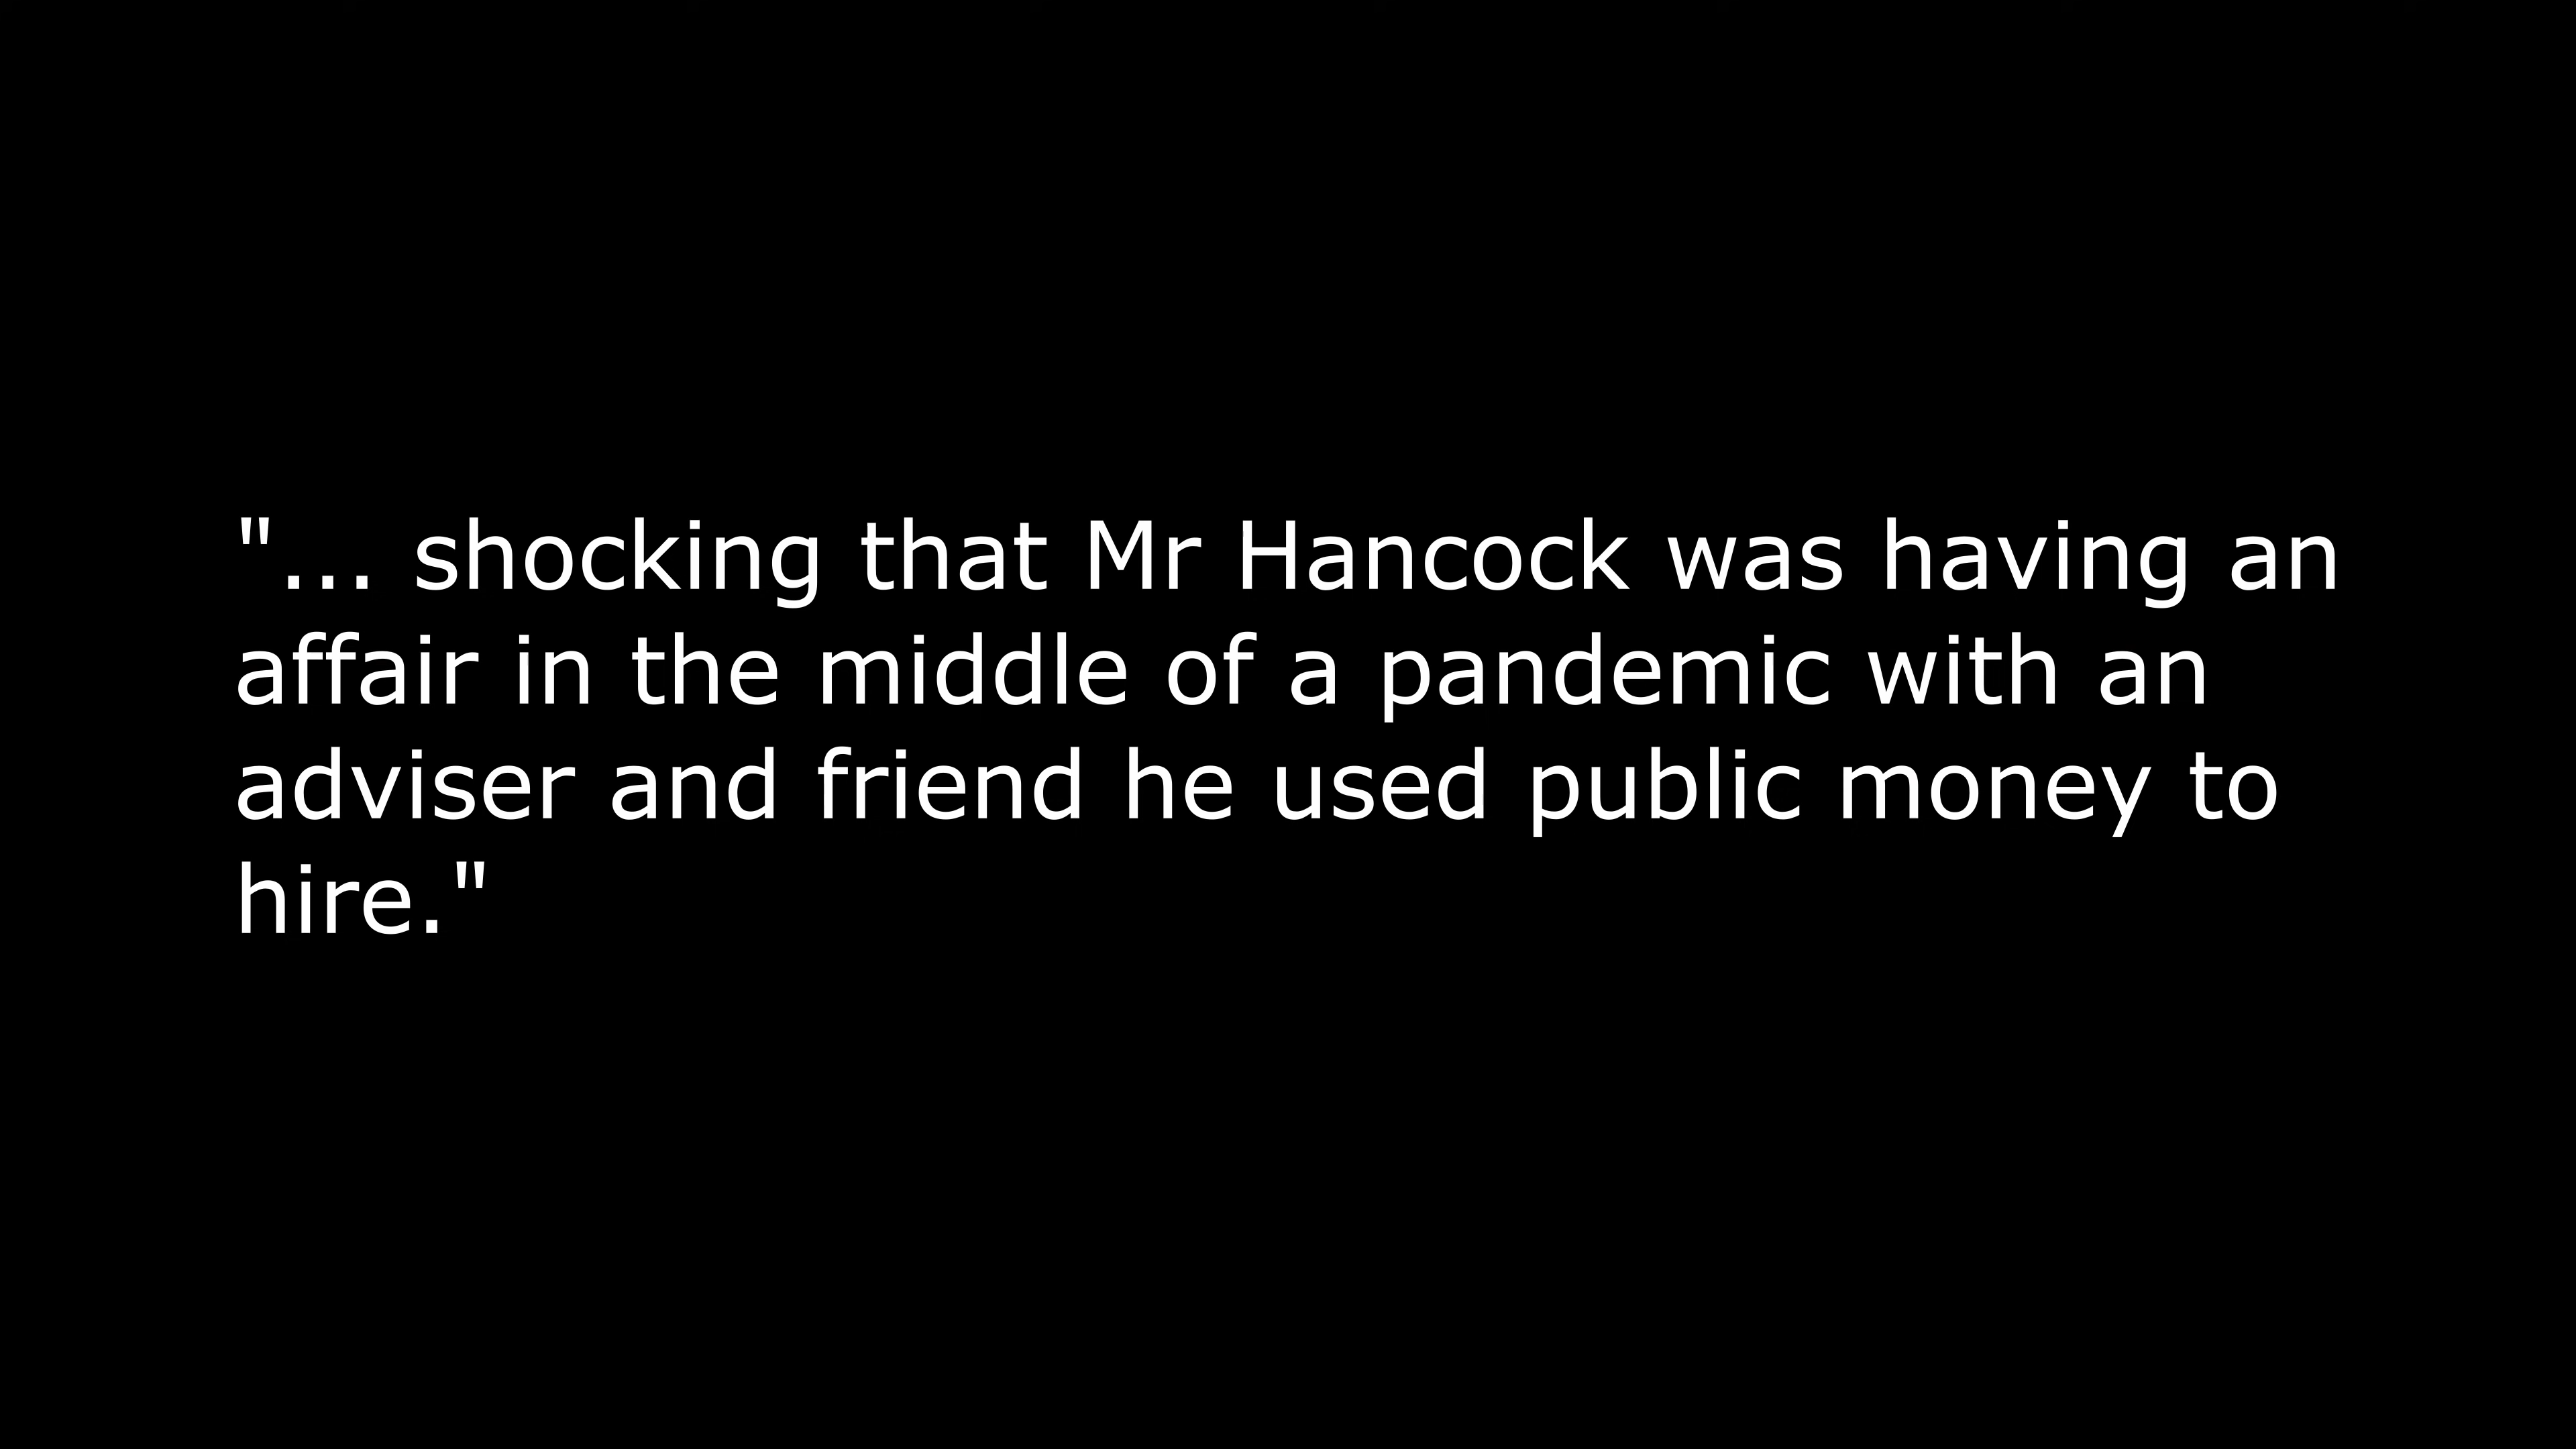 "... shocking that Mr Hancock was having an
affair in the middle of a pandemic with an
adviser and friend he used public money to
hire."